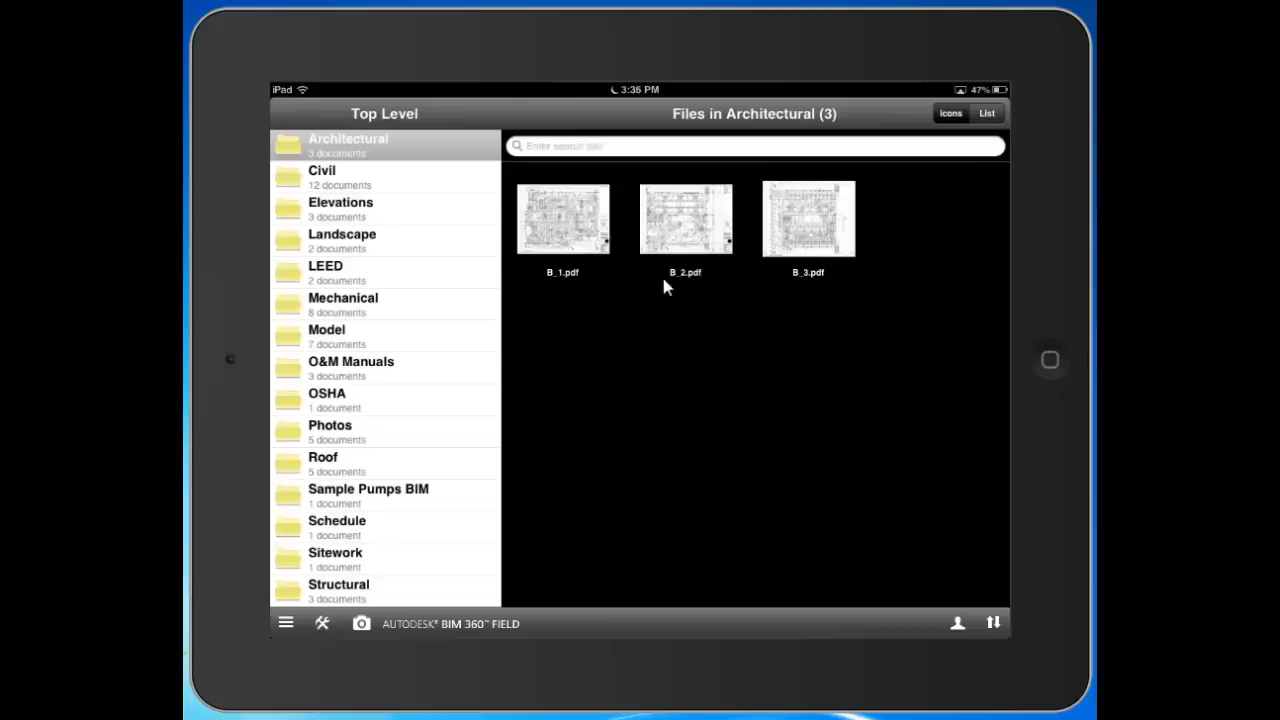 iPad
3:36 PM
47%
Top Level
Files in Architectural (3)
Icons
List
Architectural
3 documents
Civil
12 documents
Elevations
3 documents
Landscape
2 documents
LEED
2 documents
Mechanical
8 documents
Model
7 documents
O&M Manuals
3 documents
OSHA
1 document
Photos
5 documents
Roof
5 documents
Sample Pumps BIM
1 document
Schedule
1 document
Sitework
1 document
Structural
3 documents
Enter search
B_1.pdf
B_2.pdf
B_3.pdf
AUTODESK® BIM 360™ FIELD